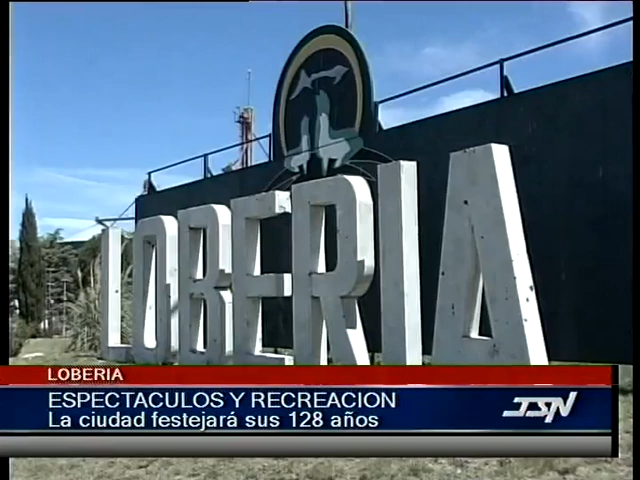 LOBERIA
LOBERIA
ESPECTACULOS Y RECREACION
La ciudad festejará sus 128 años
TSN